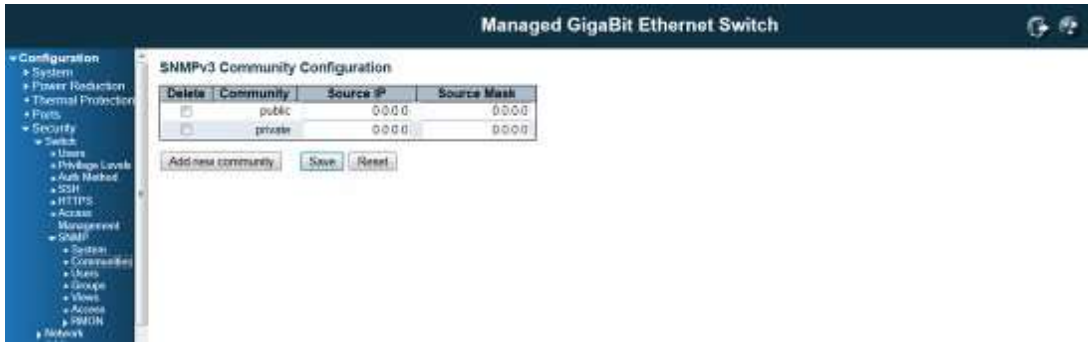 Managed GigaBit Ethernet Switch
Configuration
System
Power Reduction
Thermal Protection
Ports
Security
Switch
Users
Privilege Levels
Auth Method
SSH
HTTPS
Access
Management
SNMP
System
Communities
Users
Groups
Views
Access
RMON
Network
SNMPv3 Community Configuration
Delete Community Source IP Source Mask
public 0.0.0.0 0.0.0.0
private 0.0.0.0 0.0.0.0
Add new community Save Reset